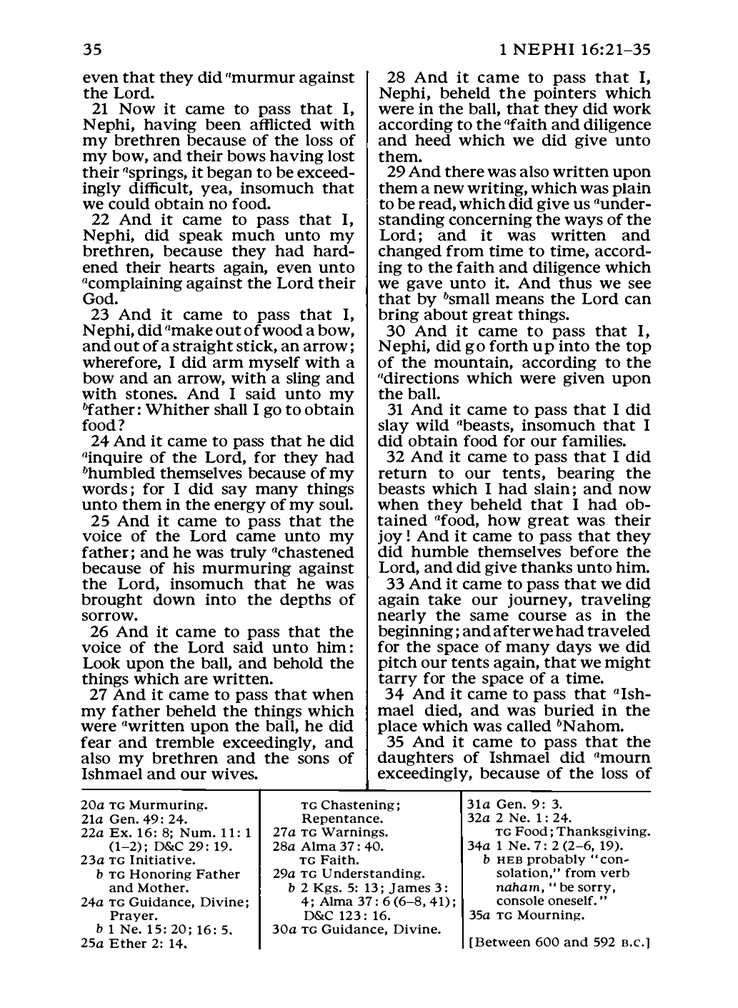 35
1 NEPHI 16:21–35
even that they did ᵃmurmur against
the Lord.
21 Now it came to pass that I,
Nephi, having been afflicted with
my brethren because of the loss of
my bow, and their bows having lost
their ᵃsprings, it began to be exceed-
ingly difficult, yea, insomuch that
we could obtain no food.
22 And it came to pass that I,
Nephi, did speak much unto my
brethren, because they had hard-
ened their hearts again, even unto
ᵃcomplaining against the Lord their
God.
23 And it came to pass that I,
Nephi, did ᵃmake out of wood a bow,
and out of a straight stick, an arrow;
wherefore, I did arm myself with a
bow and an arrow, with a sling and
with stones. And I said unto my
ᵇfather: Whither shall I go to obtain
food?
24 And it came to pass that he did
ᵃinquire of the Lord, for they had
ᵇhumbled themselves because of my
words; for I did say many things
unto them in the energy of my soul.
25 And it came to pass that the
voice of the Lord came unto my
father; and he was truly ᵃchastened
because of his murmuring against
the Lord, insomuch that he was
brought down into the depths of
sorrow.
26 And it came to pass that the
voice of the Lord said unto him:
Look upon the ball, and behold the
things which are written.
27 And it came to pass that when
my father beheld the things which
were ᵃwritten upon the ball, he did
fear and tremble exceedingly, and
also my brethren and the sons of
Ishmael and our wives.
28 And it came to pass that I,
Nephi, beheld the pointers which
were in the ball, that they did work
according to the ᵃfaith and diligence
and heed which we did give unto
them.
29 And there was also written upon
them a new writing, which was plain
to be read, which did give us ᵃunder-
standing concerning the ways of the
Lord; and it was written and
changed from time to time, accord-
ing to the faith and diligence which
we gave unto it. And thus we see
that by ᵇsmall means the Lord can
bring about great things.
30 And it came to pass that I,
Nephi, did go forth up into the top
of the mountain, according to the
ᵃdirections which were given upon
the ball.
31 And it came to pass that I did
slay wild ᵃbeasts, insomuch that I
did obtain food for our families.
32 And it came to pass that I did
return to our tents, bearing the
beasts which I had slain; and now
when they beheld that I had ob-
tained ᵃfood, how great was their
joy! And it came to pass that they
did humble themselves before the
Lord, and did give thanks unto him.
33 And it came to pass that we did
again take our journey, traveling
nearly the same course as in the
beginning; and after we had traveled
for the space of many days we did
pitch our tents again, that we might
tarry for the space of a time.
34 And it came to pass that ᵃIsh-
mael died, and was buried in the
place which was called ᵇNahom.
35 And it came to pass that the
daughters of Ishmael did ᵃmourn
exceedingly, because of the loss of
20a TG Murmuring.
21a Gen. 49: 24.
22a Ex. 16: 8; Num. 11: 1
(1–2); D&C 29: 19.
23a TG Initiative.
b TG Honoring Father
and Mother.
24a TG Guidance, Divine;
Prayer.
b 1 Ne. 15: 20; 16: 5.
25a Ether 2: 14.
TG Chastening;
Repentance.
27a TG Warnings.
28a Alma 37: 40.
TG Faith.
29a TG Understanding.
b 2 Kgs. 5: 13; James 3:
4; Alma 37: 6 (6–8, 41);
D&C 123: 16.
30a TG Guidance, Divine.
31a Gen. 9: 3.
32a 2 Ne. 1: 24.
TG Food; Thanksgiving.
34a 1 Ne. 7: 2 (2–6, 19).
b HEB probably "con-
solation," from verb
naham, "be sorry,
console oneself."
35a TG Mourning.
[Between 600 and 592 B.C.]